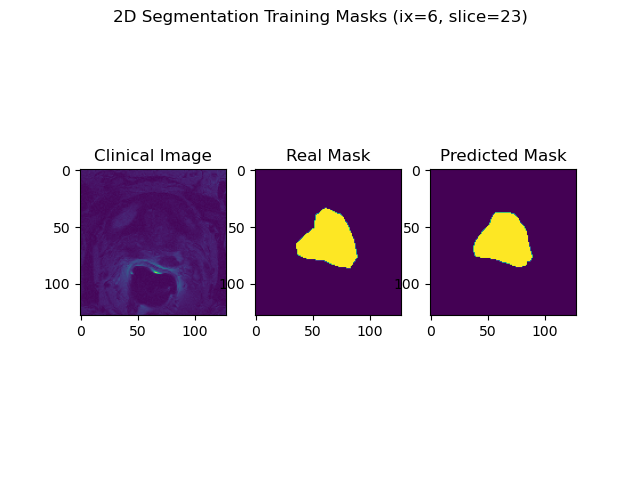 2D Segmentation Training Masks (ix=6, slice=23)
Clinical Image Real Mask Predicted Mask
0 0 0
50 50 50
100 100 100
0 50 100 0 50 100 0 50 100